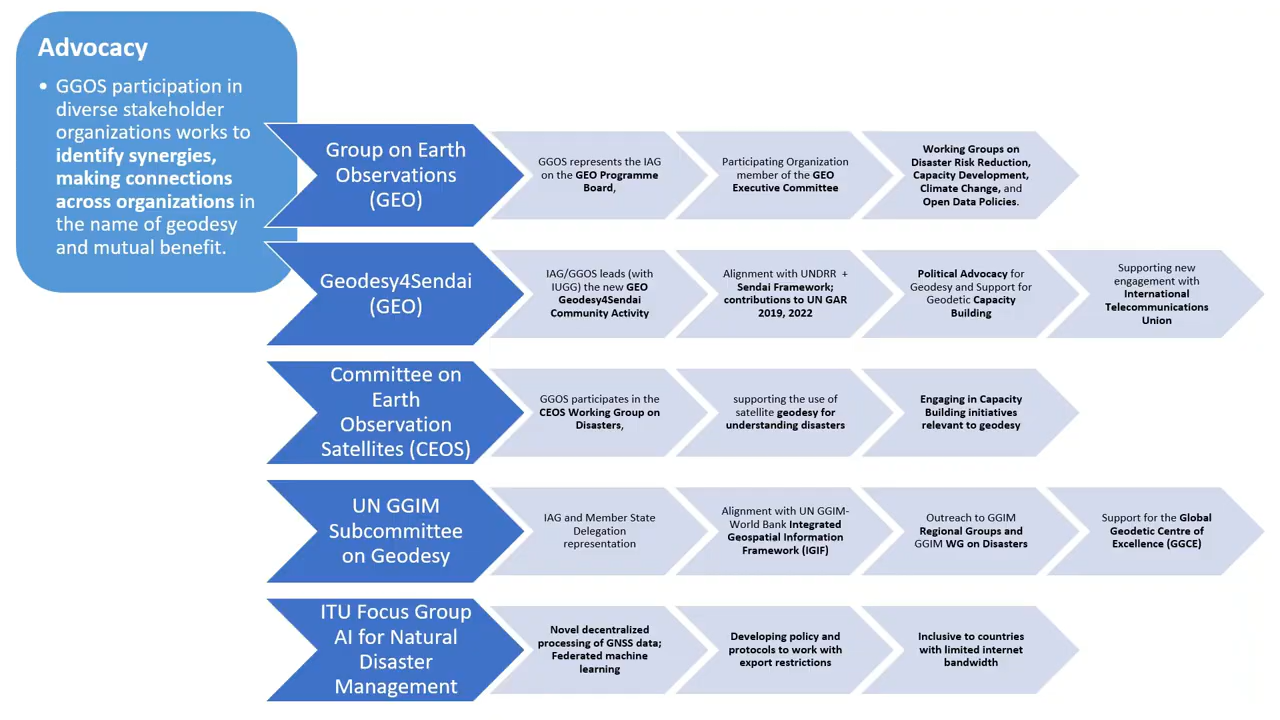 Advocacy
• GGOS participation in
diverse stakeholder
organizations works to
identify synergies,
making connections
across organizations in
the name of geodesy
and mutual benefit.
Group on Earth
Observations
(GEO)
GGOS represents the IAG
on the GEO Programme
Board,
Participating Organization
member of the GEO
Executive Committee
Working Groups on
Disaster Risk Reduction,
Capacity Development,
Climate Change, and
Open Data Policies.
Geodesy4Sendai
(GEO)
IAG/GGOS leads (with
IUGG) the new GEO
Geodesy4Sendai
Community Activity
Alignment with UNDRR +
Sendai Framework;
contributions to UN GAR
2019, 2022
Political Advocacy for
Geodesy and Support for
Geodetic Capacity
Building
Supporting new
engagement with
International
Telecommunications
Union
Committee on
Earth
Observation
Satellites (CEOS)
GGOS participates in the
CEOS Working Group on
Disasters,
supporting the use of
satellite geodesy for
understanding disasters
Engaging in Capacity
Building initiatives
relevant to geodesy
UN GGIM
Subcommittee
on Geodesy
IAG and Member State
Delegation
representation
Alignment with UN GGIM-
World Bank Integrated
Geospatial Information
Framework (IGIF)
Outreach to GGIM
Regional Groups and
GGIM WG on Disasters
Support for the Global
Geodetic Centre of
Excellence (GGCE)
ITU Focus Group
AI for Natural
Disaster
Management
Novel decentralized
processing of GNSS data;
Federated machine
learning
Developing policy and
protocols to work with
export restrictions
Inclusive to countries
with limited internet
bandwidth